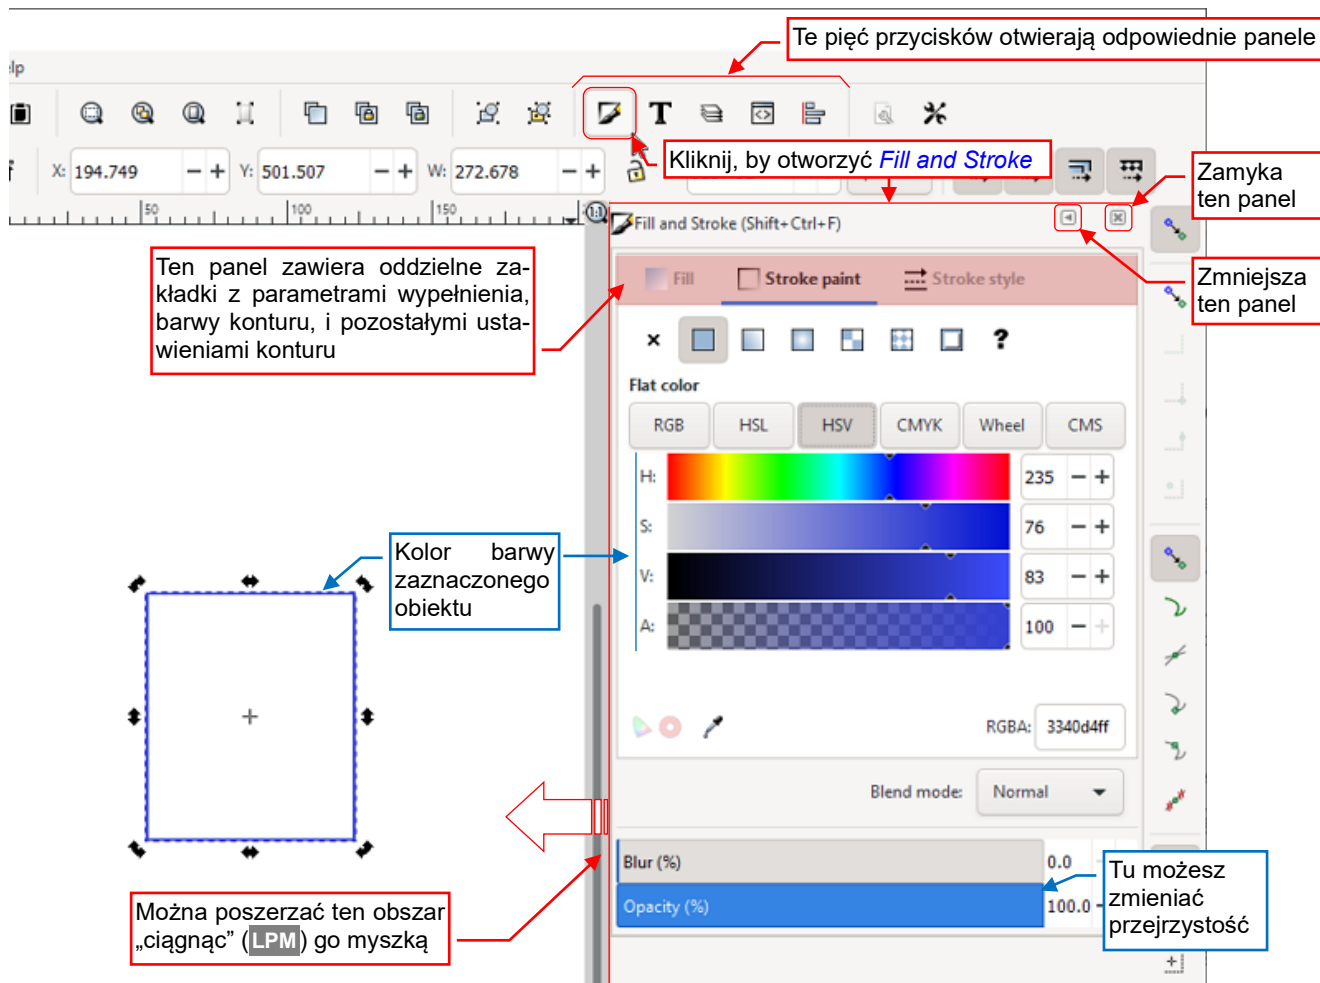 Te pięć przycisków otwierają odpowiednie panele
elp
Kliknij, by otworzyć Fill and Stroke
X: 194.749 Y: 501.507 W: 272.678
Zamyka
ten panel
50 100 150
1:1
Fill and Stroke (Shift+Ctrl+F)
Ten panel zawiera oddzielne za-
kładki z parametrami wypełnienia,
barwy konturu, i pozostałymi usta-
wieniami konturu
Zmniejsza
ten panel
Fill Stroke paint Stroke style
?
Flat color
RGB HSL HSV CMYK Wheel CMS
H: 235
S: 76
V: 83
A: 100
Kolor barwy
zaznaczonego
obiektu
RGBA: 3340d4ff
Blend mode: Normal
Blur (%) 0.0
Opacity (%) 100.0
Tu możesz
zmieniać
przejrzystość
Można poszerzać ten obszar
„ciągnąc” (LPM) go myszką